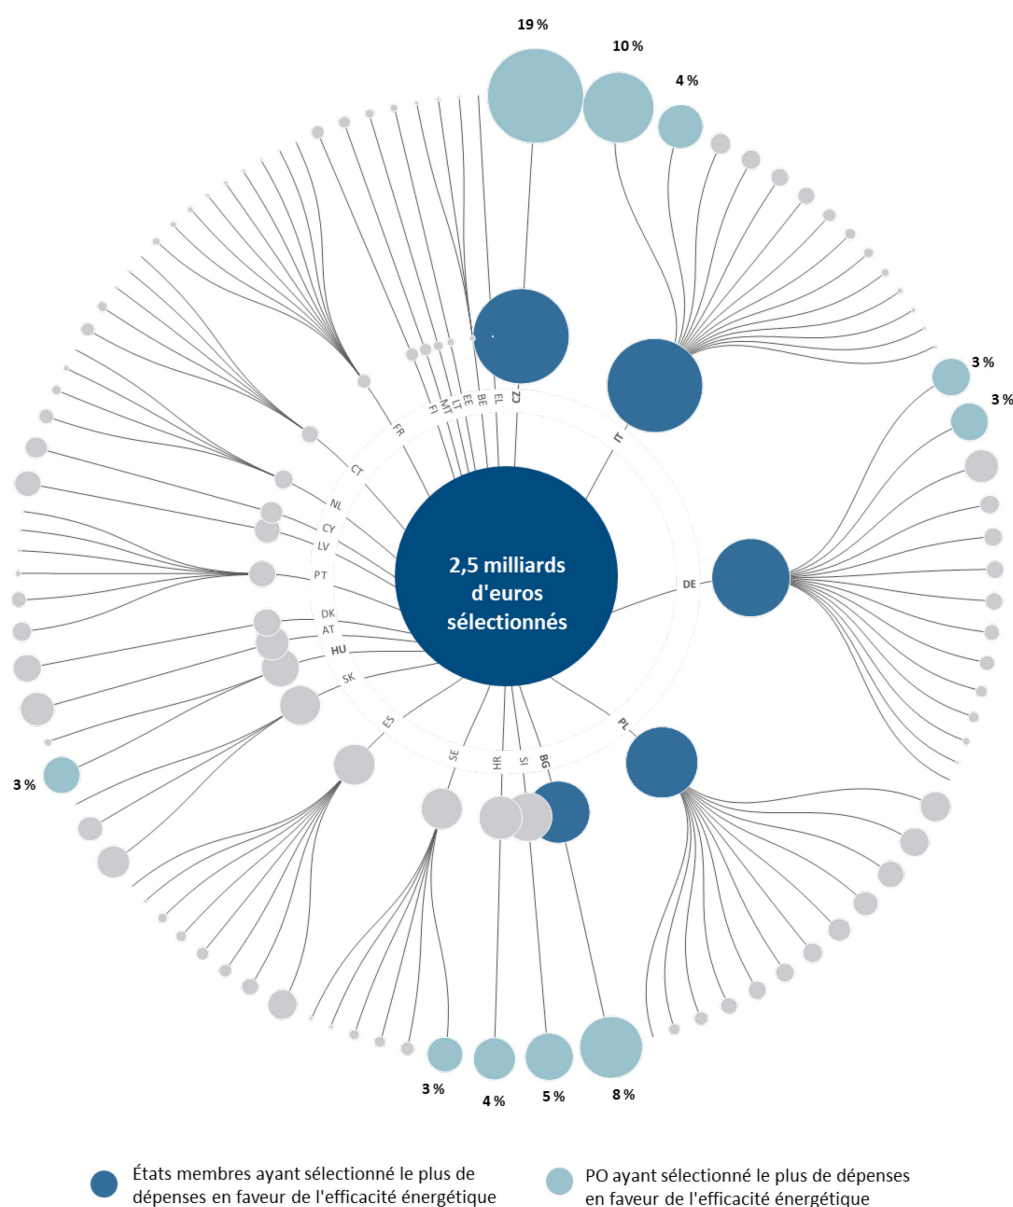 19 %
10 %
4 %
3 %
3 %
CZ
IT
DE
PL
BG
SI
HR
SE
ES
SK
HU
AT
DK
PT
LV
CY
NL
CT
FR
FI
MT
LT
EE
BE
EL
2,5 milliards
d'euros
sélectionnés
3 %
3 %
4 %
5 %
8 %
États membres ayant sélectionné le plus de
dépenses en faveur de l'efficacité énergétique
PO ayant sélectionné le plus de dépenses
en faveur de l'efficacité énergétique